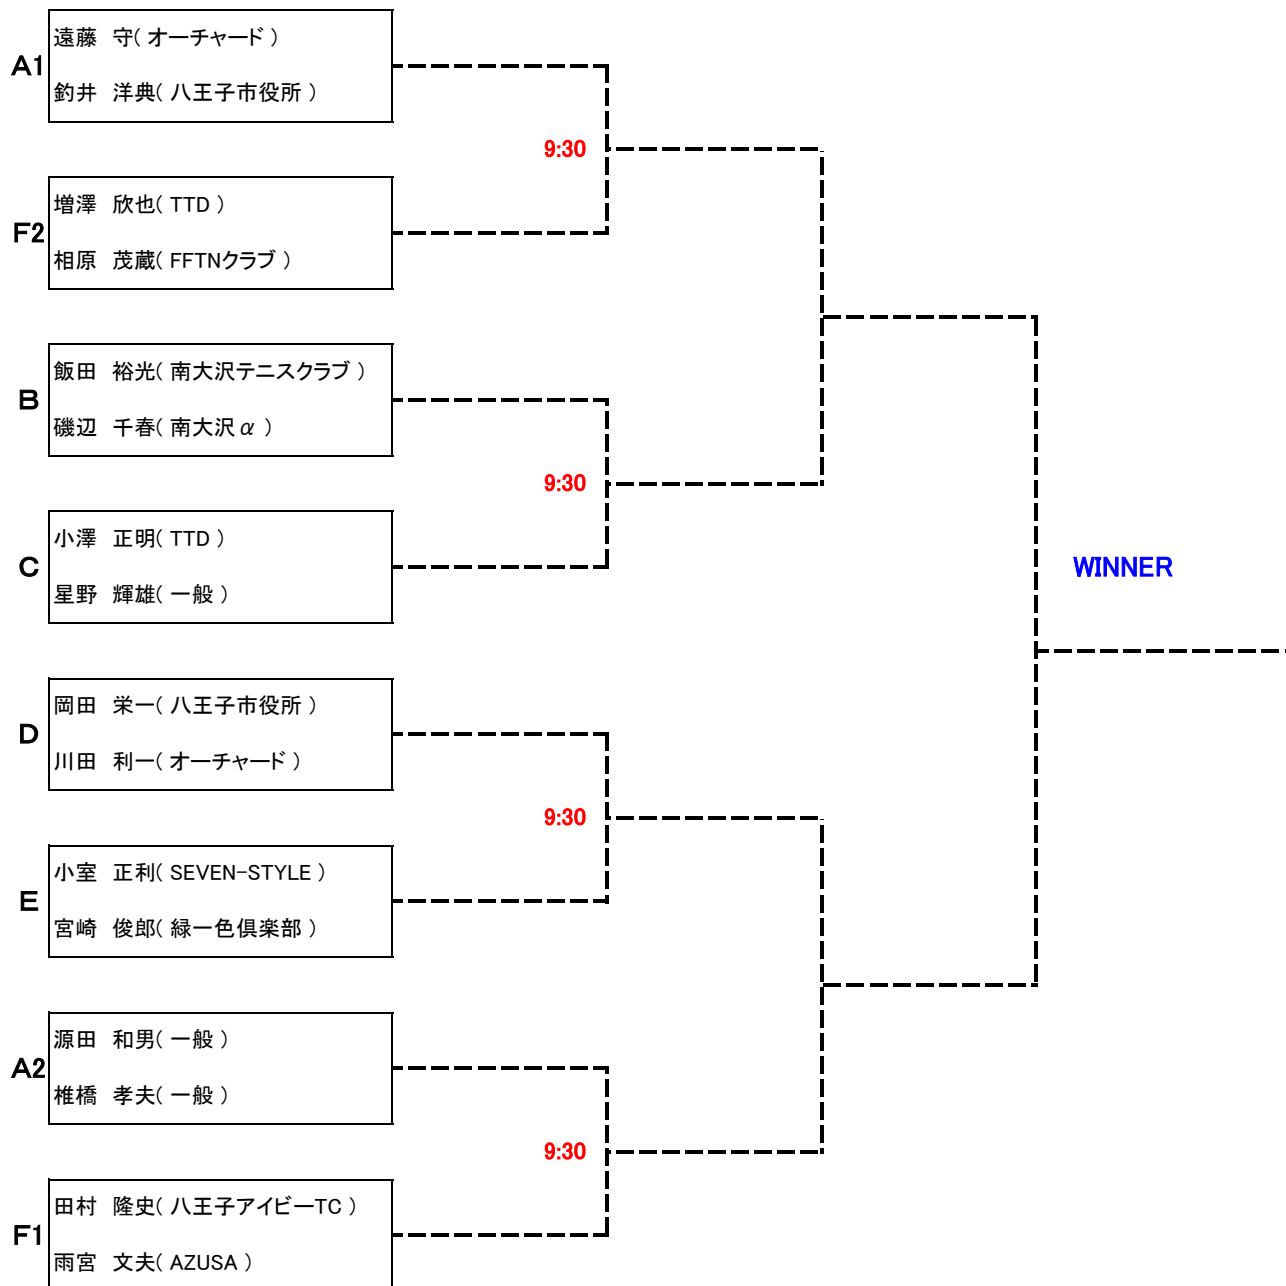 遠藤　守( オーチャード )
A1
釣井　洋典( 八王子市役所 )
9:30
増澤　欣也( TTD )
F2
相原　茂蔵( FFTNクラブ )
飯田　裕光( 南大沢テニスクラブ )
B
磯辺　千春( 南大沢α )
9:30
小澤　正明( TTD )
C
星野　輝雄( 一般 )
WINNER
岡田　栄一( 八王子市役所 )
D
川田　利一( オーチャード )
9:30
小室　正利( SEVEN-STYLE )
E
宮崎　俊郎( 緑一色倶楽部 )
源田　和男( 一般 )
A2
椎橋　孝夫( 一般 )
9:30
田村　隆史( 八王子アイビーTC )
F1
雨宮　文夫( AZUSA )